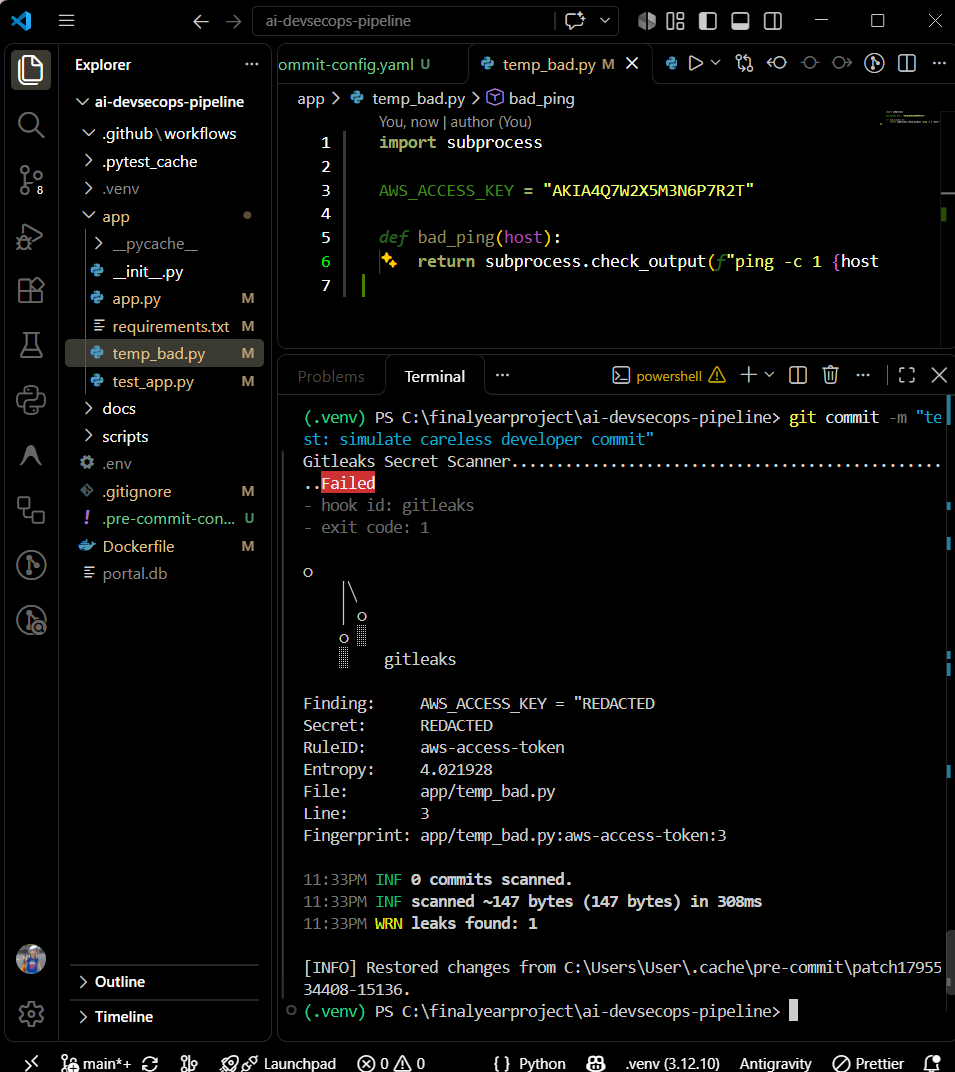 ai-devsecops-pipeline
Explorer
ai-devsecops-pipeline
.github\workflows
.pytest_cache
.venv
app
__pycache__
__init__.py
app.py M
requirements.txt M
temp_bad.py M
test_app.py M
docs
scripts
.env
.gitignore M
.pre-commit-con... U
Dockerfile M
portal.db
Outline
Timeline
8
ommit-config.yaml U
temp_bad.py M
app > temp_bad.py > bad_ping
You, now | author (You)
1 import subprocess
2
3 AWS_ACCESS_KEY = "AKIA4Q7W2X5M3N6P7R2T"
4
5 def bad_ping(host):
6 return subprocess.check_output(f"ping -c 1 {host
7
Problems Terminal ... powershell
(.venv) PS C:\finalyearproject\ai-devsecops-pipeline> git commit -m "te
st: simulate careless developer commit"
Gitleaks Secret Scanner................................................
..Failed
- hook id: gitleaks
- exit code: 1
○
│╲
│ ○
○ ░
░ gitleaks
Finding: AWS_ACCESS_KEY = "REDACTED
Secret: REDACTED
RuleID: aws-access-token
Entropy: 4.021928
File: app/temp_bad.py
Line: 3
Fingerprint: app/temp_bad.py:aws-access-token:3
11:33PM INF 0 commits scanned.
11:33PM INF scanned ~147 bytes (147 bytes) in 308ms
11:33PM WRN leaks found: 1
[INFO] Restored changes from C:\Users\User\.cache\pre-commit\patch17955
34408-15136.
(.venv) PS C:\finalyearproject\ai-devsecops-pipeline>
main*+ Launchpad 0 0 { } Python .venv (3.12.10) Antigravity Prettier